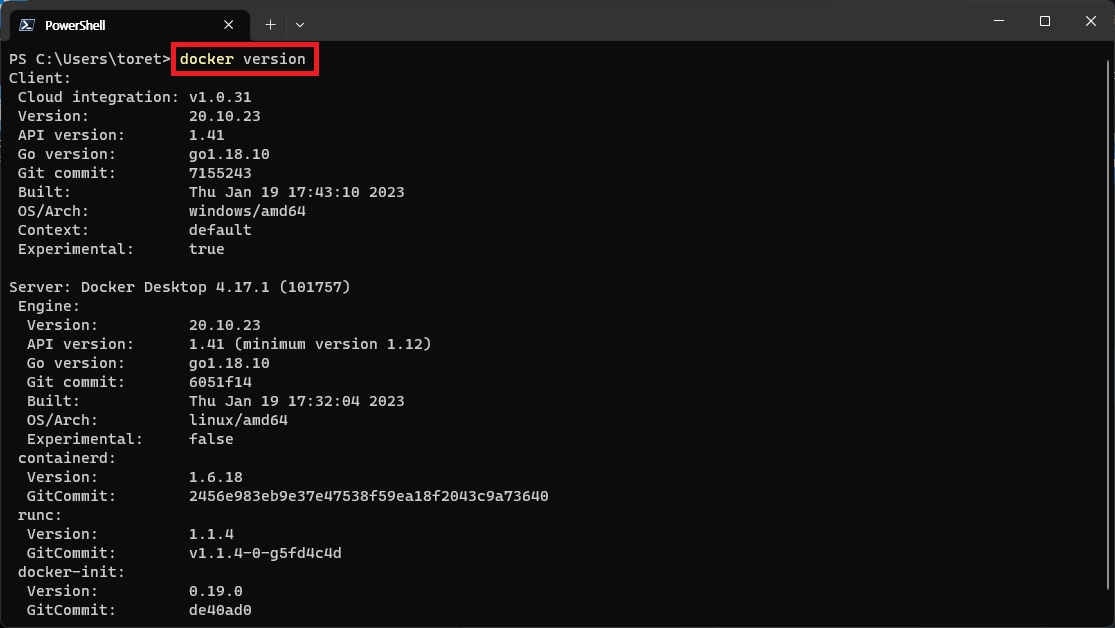 PowerShell
PS C:\Users\toret> docker version
Client:
 Cloud integration: v1.0.31
 Version:           20.10.23
 API version:       1.41
 Go version:        go1.18.10
 Git commit:        7155243
 Built:             Thu Jan 19 17:43:10 2023
 OS/Arch:           windows/amd64
 Context:           default
 Experimental:      true

Server: Docker Desktop 4.17.1 (101757)
 Engine:
  Version:          20.10.23
  API version:      1.41 (minimum version 1.12)
  Go version:       go1.18.10
  Git commit:       6051f14
  Built:            Thu Jan 19 17:32:04 2023
  OS/Arch:          linux/amd64
  Experimental:     false
 containerd:
  Version:          1.6.18
  GitCommit:        2456e983eb9e37e47538f59ea18f2043c9a73640
 runc:
  Version:          1.1.4
  GitCommit:        v1.1.4-0-g5fd4c4d
 docker-init:
  Version:          0.19.0
  GitCommit:        de40ad0